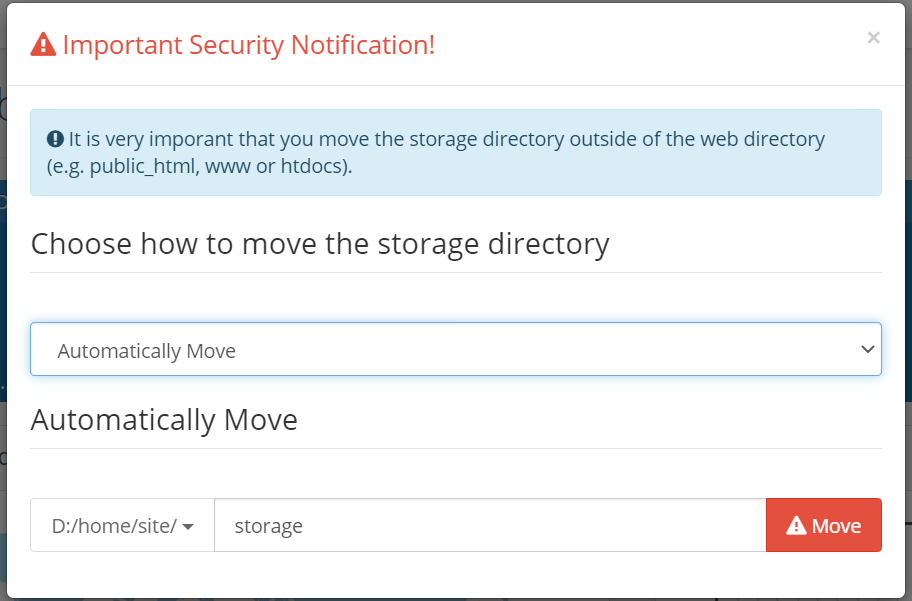 Important Security Notification!
×
It is very imporant that you move the storage directory outside of the web directory
(e.g. public_html, www or htdocs).
Choose how to move the storage directory
Automatically Move
Automatically Move
D:/home/site/
storage
Move